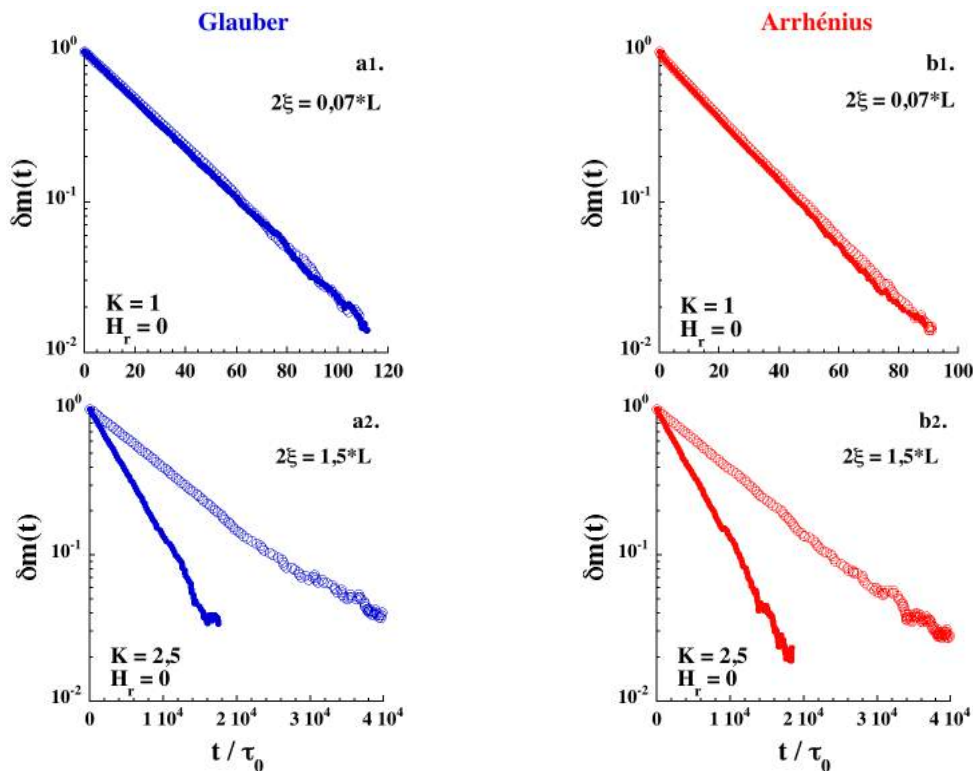 Glauber
Arrhénius
a1.
2ξ = 0,07*L
δm(t)
10^0
10^-1
10^-2
K = 1
H_r = 0
0 20 40 60 80 100 120
b1.
2ξ = 0,07*L
δm(t)
10^0
10^-1
10^-2
K = 1
H_r = 0
0 20 40 60 80 100
a2.
2ξ = 1,5*L
δm(t)
10^0
10^-1
10^-2
K = 2,5
H_r = 0
0 1 10^4 2 10^4 3 10^4 4 10^4
t / τ_0
b2.
2ξ = 1,5*L
δm(t)
10^0
10^-1
10^-2
K = 2,5
H_r = 0
0 1 10^4 2 10^4 3 10^4 4 10^4
t / τ_0